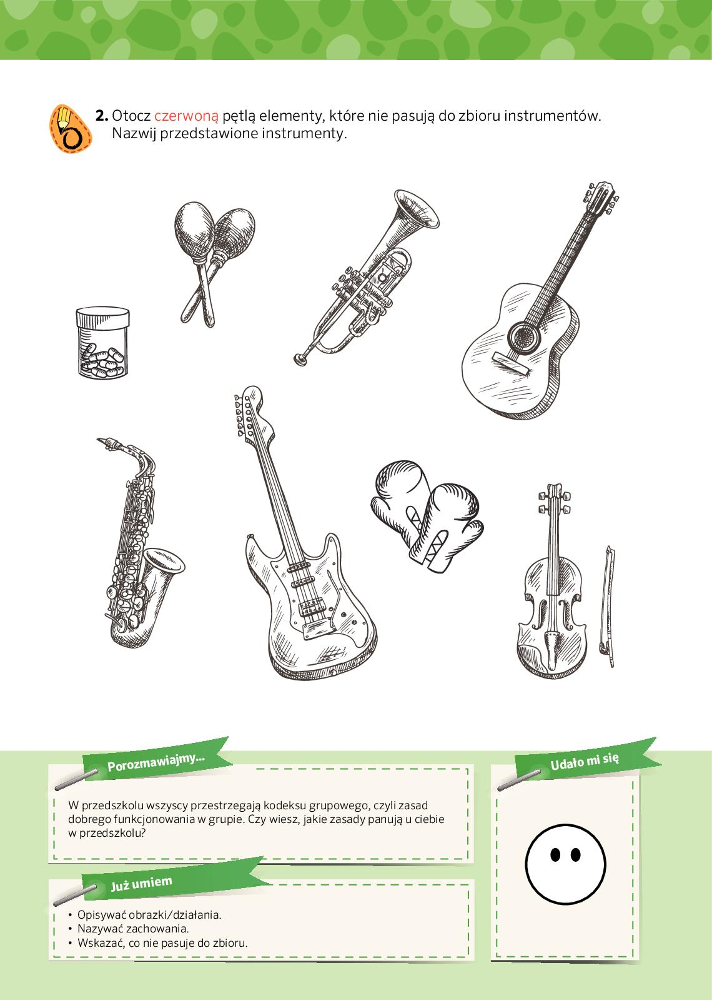 2. Otocz czerwoną pętlą elementy, które nie pasują do zbioru instrumentów.
Nazwij przedstawione instrumenty.
Porozmawiajmy...
W przedszkolu wszyscy przestrzegają kodeksu grupowego, czyli zasad
dobrego funkcjonowania w grupie. Czy wiesz, jakie zasady panują u ciebie
w przedszkolu?
Udało mi się
Już umiem
• Opisywać obrazki/działania.
• Nazywać zachowania.
• Wskazać, co nie pasuje do zbioru.